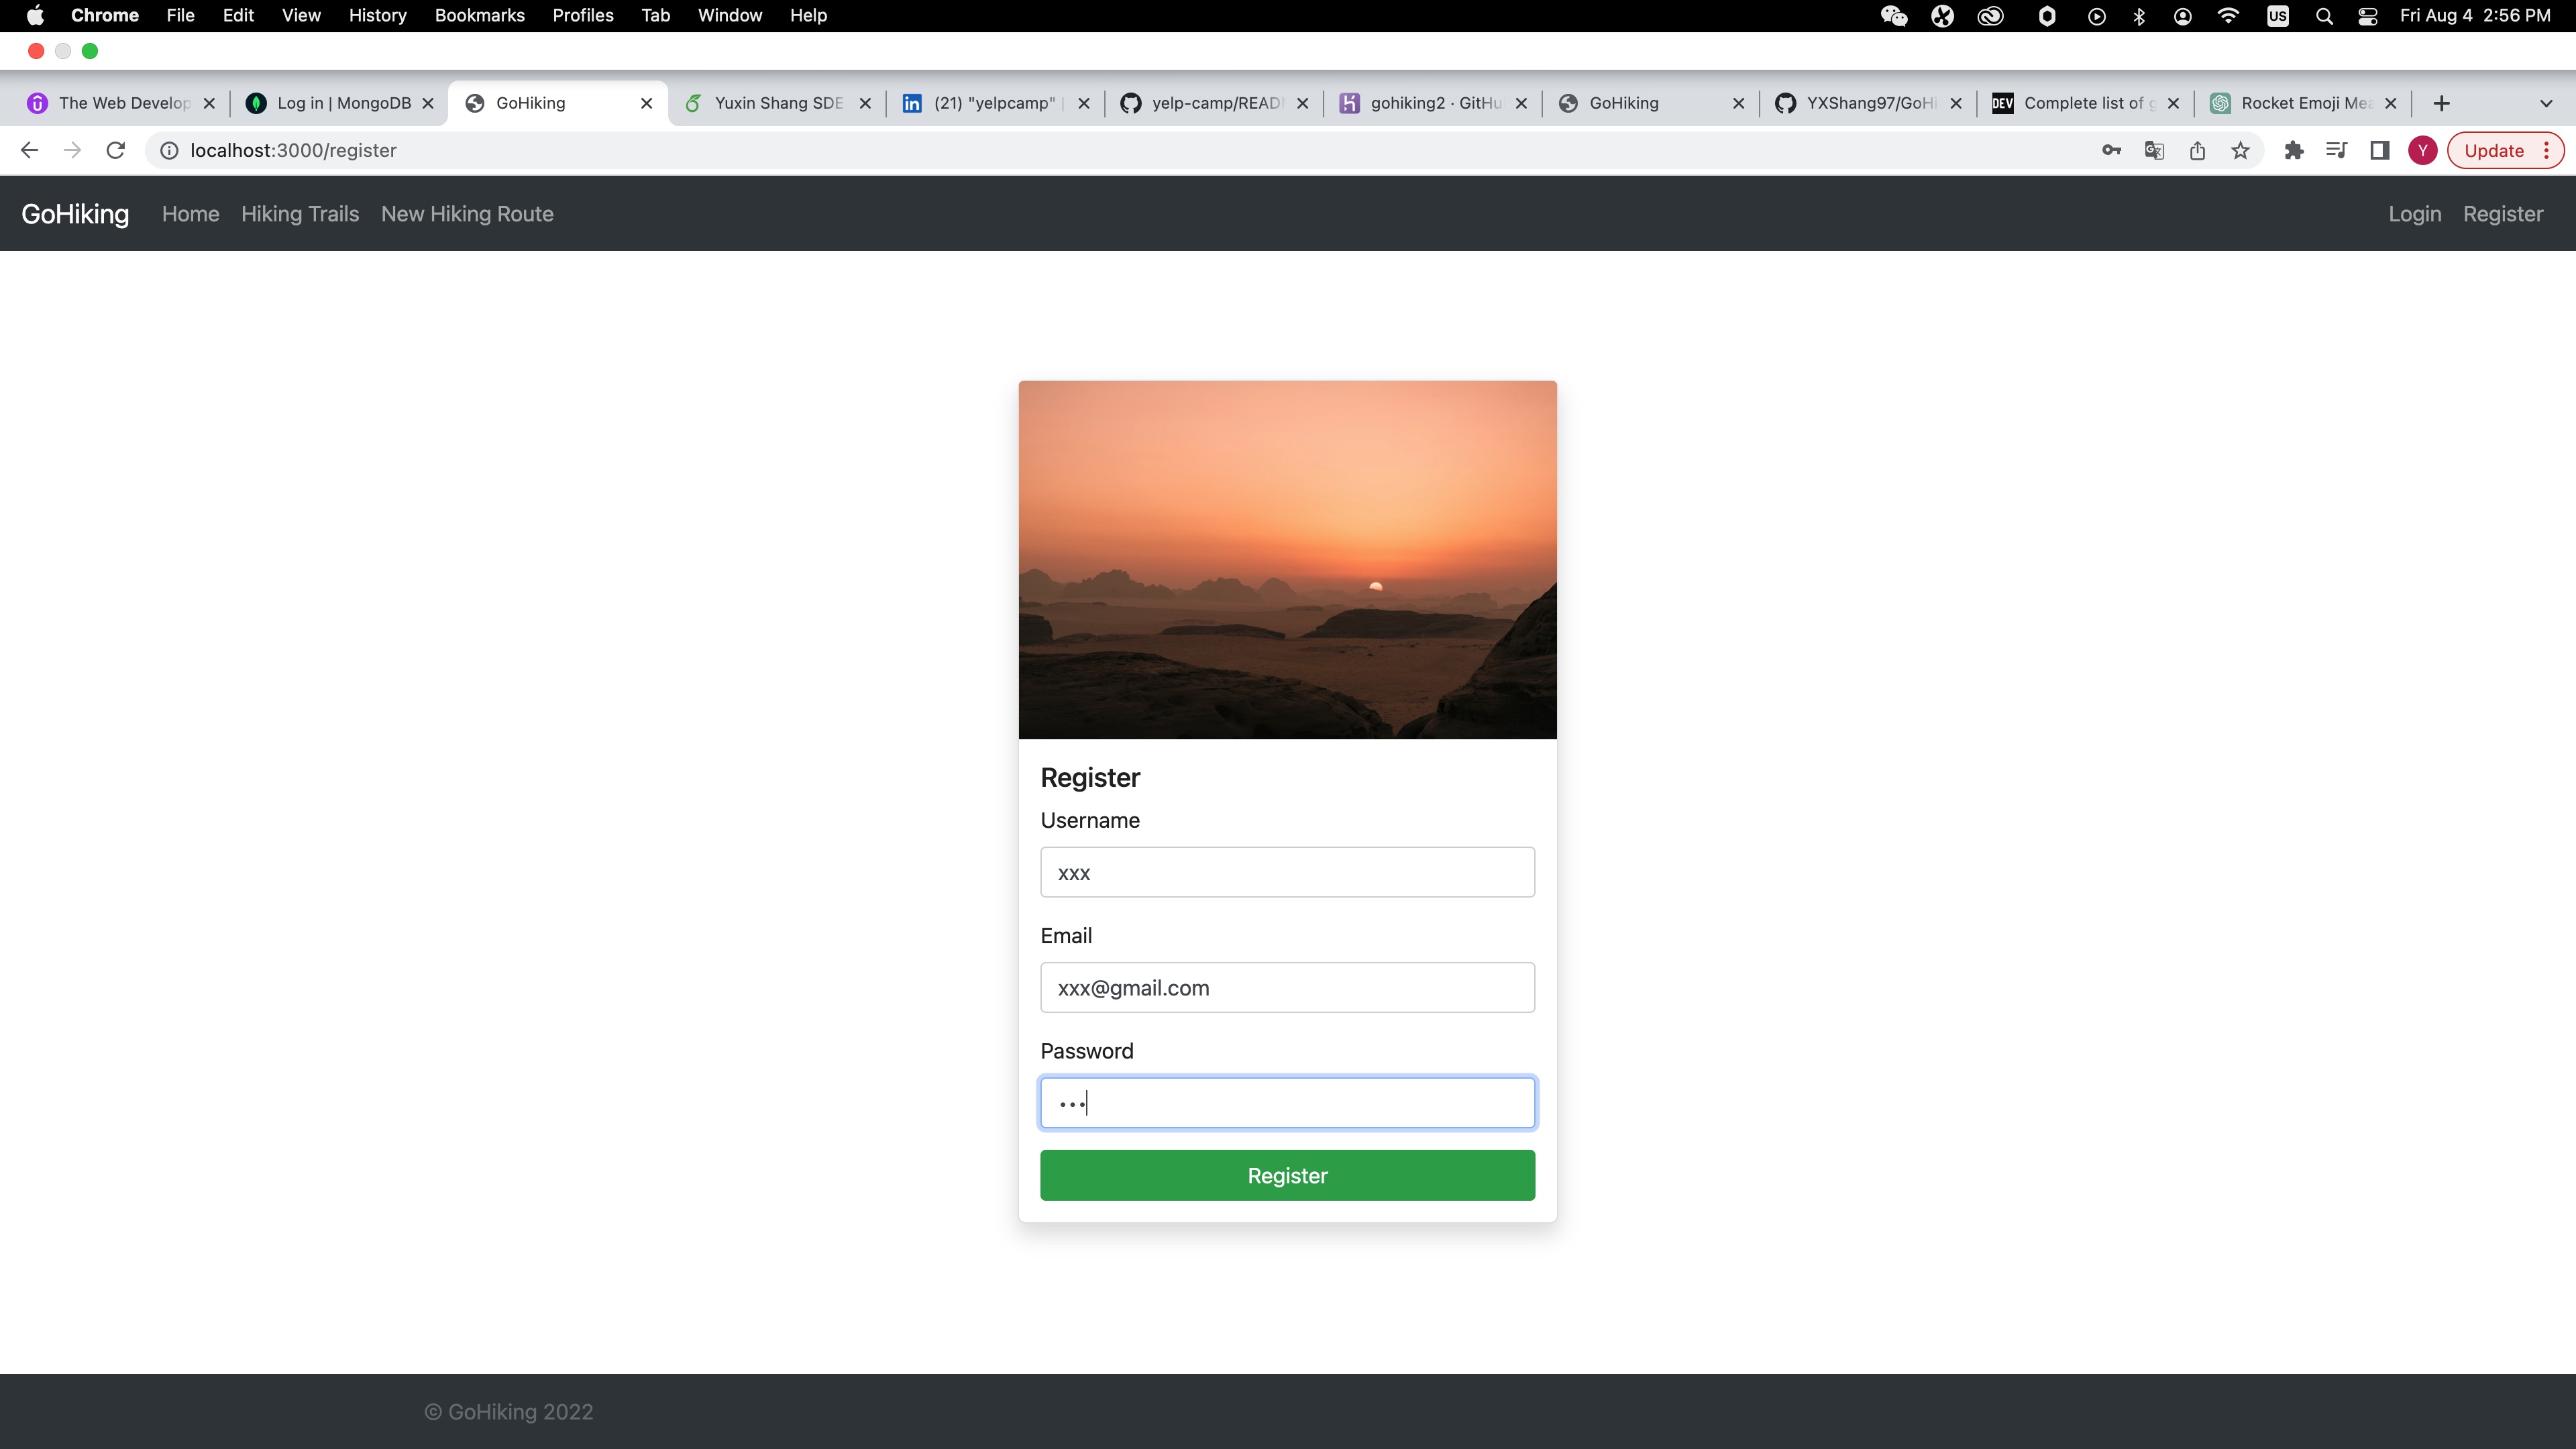 Chrome File Edit View History Bookmarks Profiles Tab Window Help US Fri Aug 4 2:56 PM
The Web Develop Log in | MongoDB GoHiking Yuxin Shang SDE in (21) "yelpcamp" | yelp-camp/READ gohiking2 · GitHu GoHiking YXShang97/GoHi DEV Complete list of g Rocket Emoji Mea
localhost:3000/register Y Update
GoHiking Home Hiking Trails New Hiking Route Login Register
Register
Username
xxx
Email
xxx@gmail.com
Password
Register
© GoHiking 2022